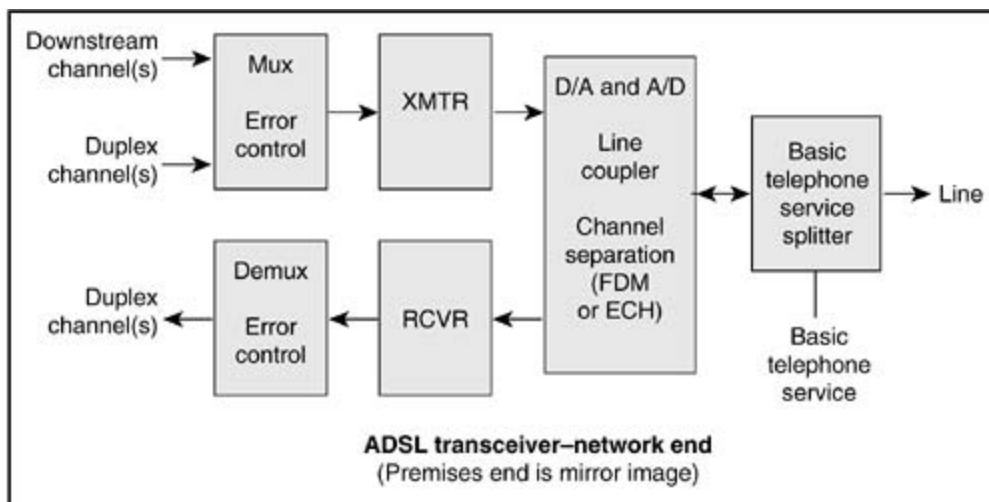 Downstream
channel(s)
Duplex
channel(s)
Mux
Error
control
XMTR
D/A and A/D
Line
coupler
Channel
separation
(FDM
or ECH)
Basic
telephone
service
splitter
Line
Duplex
channel(s)
Demux
Error
control
RCVR
Basic
telephone
service
ADSL transceiver–network end
(Premises end is mirror image)